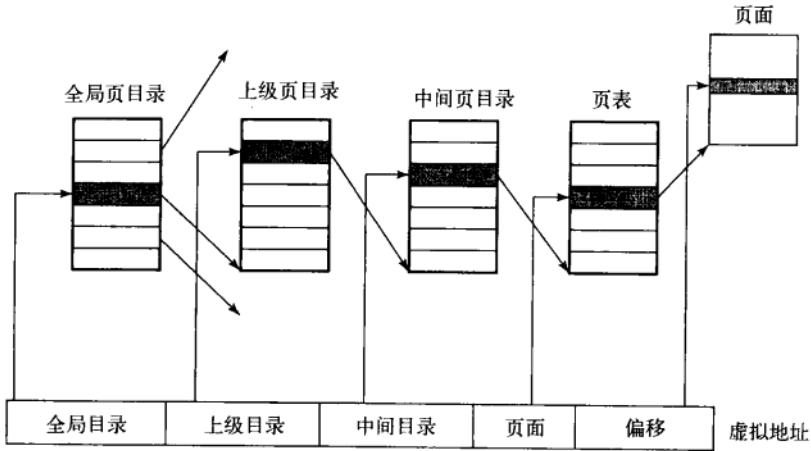 页面
全局页目录
上级页目录
中间页目录
页表
全局目录
上级目录
中间目录
页面
偏移
虚拟地址